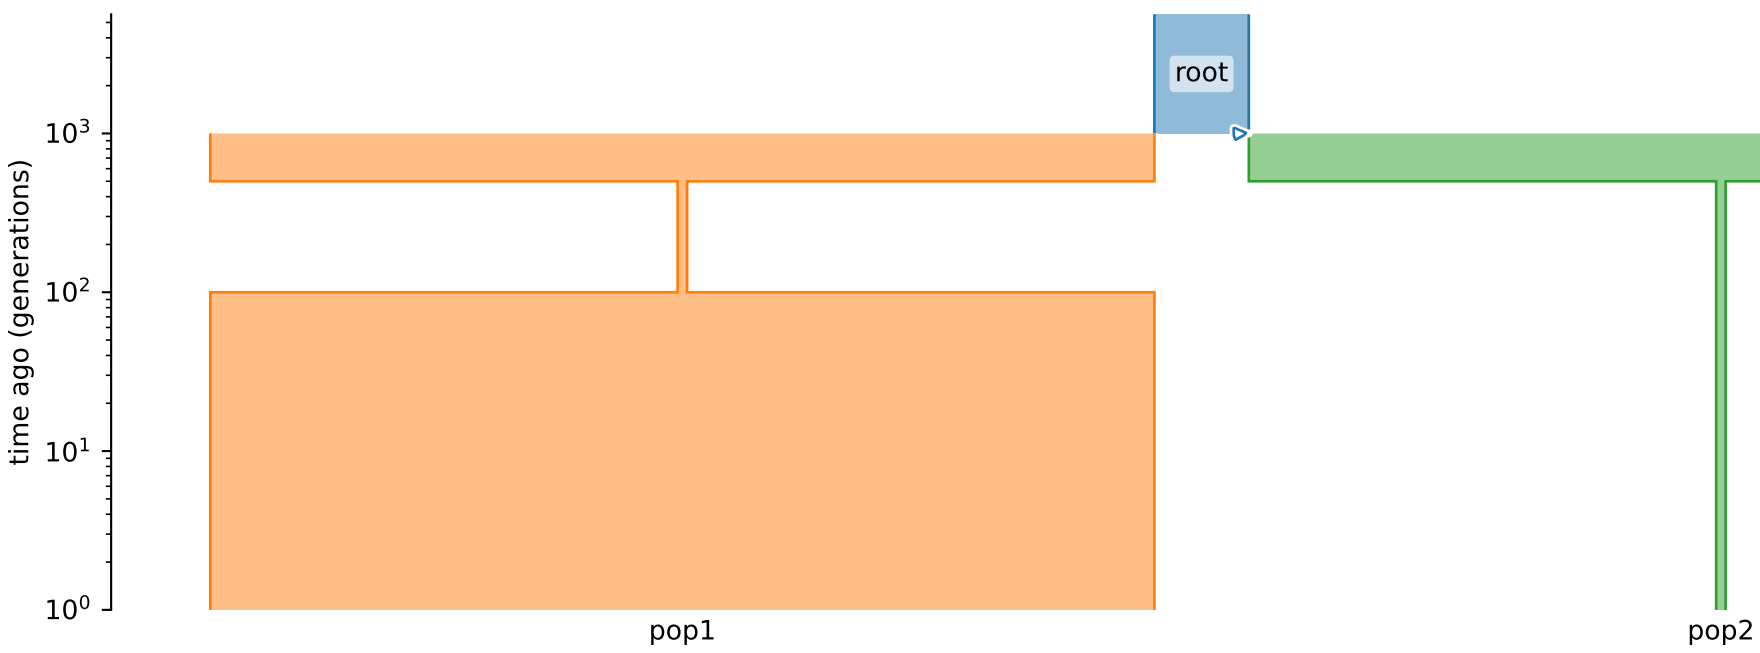 root
10³
10²
10¹
10⁰
time ago (generations)
pop1
pop2